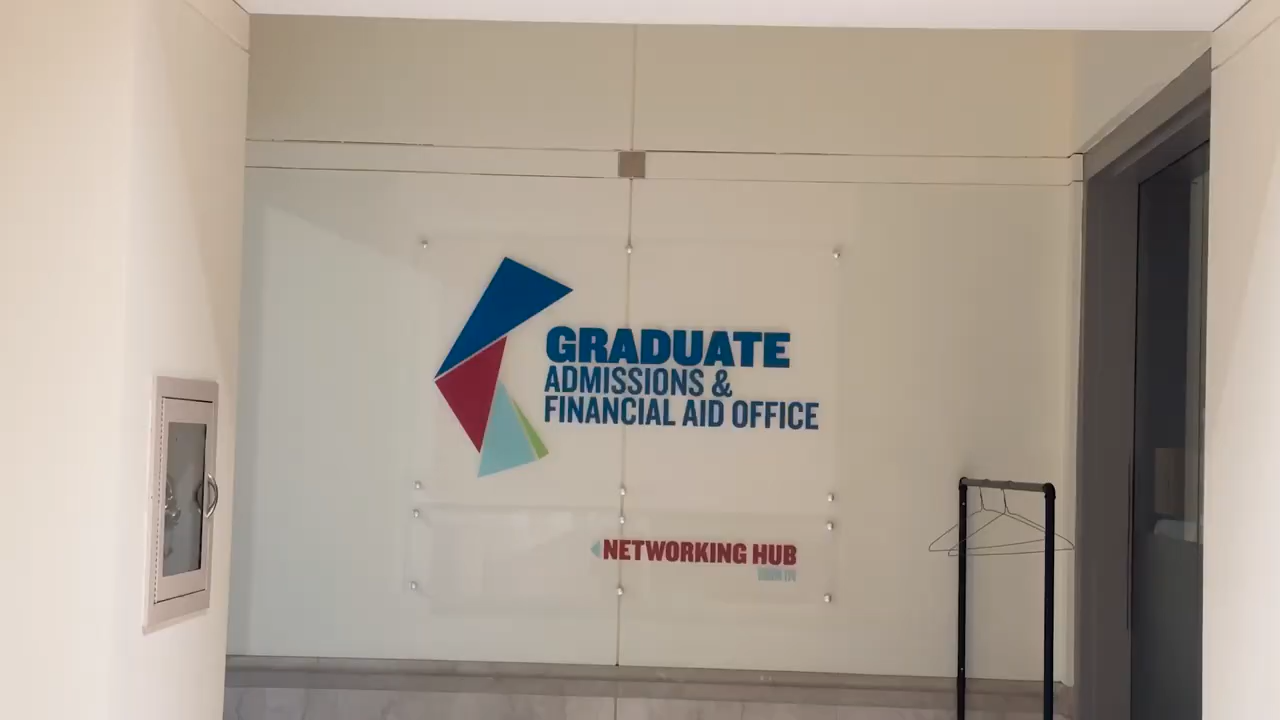 GRADUATE
ADMISSIONS &
FINANCIAL AID OFFICE
NETWORKING HUB